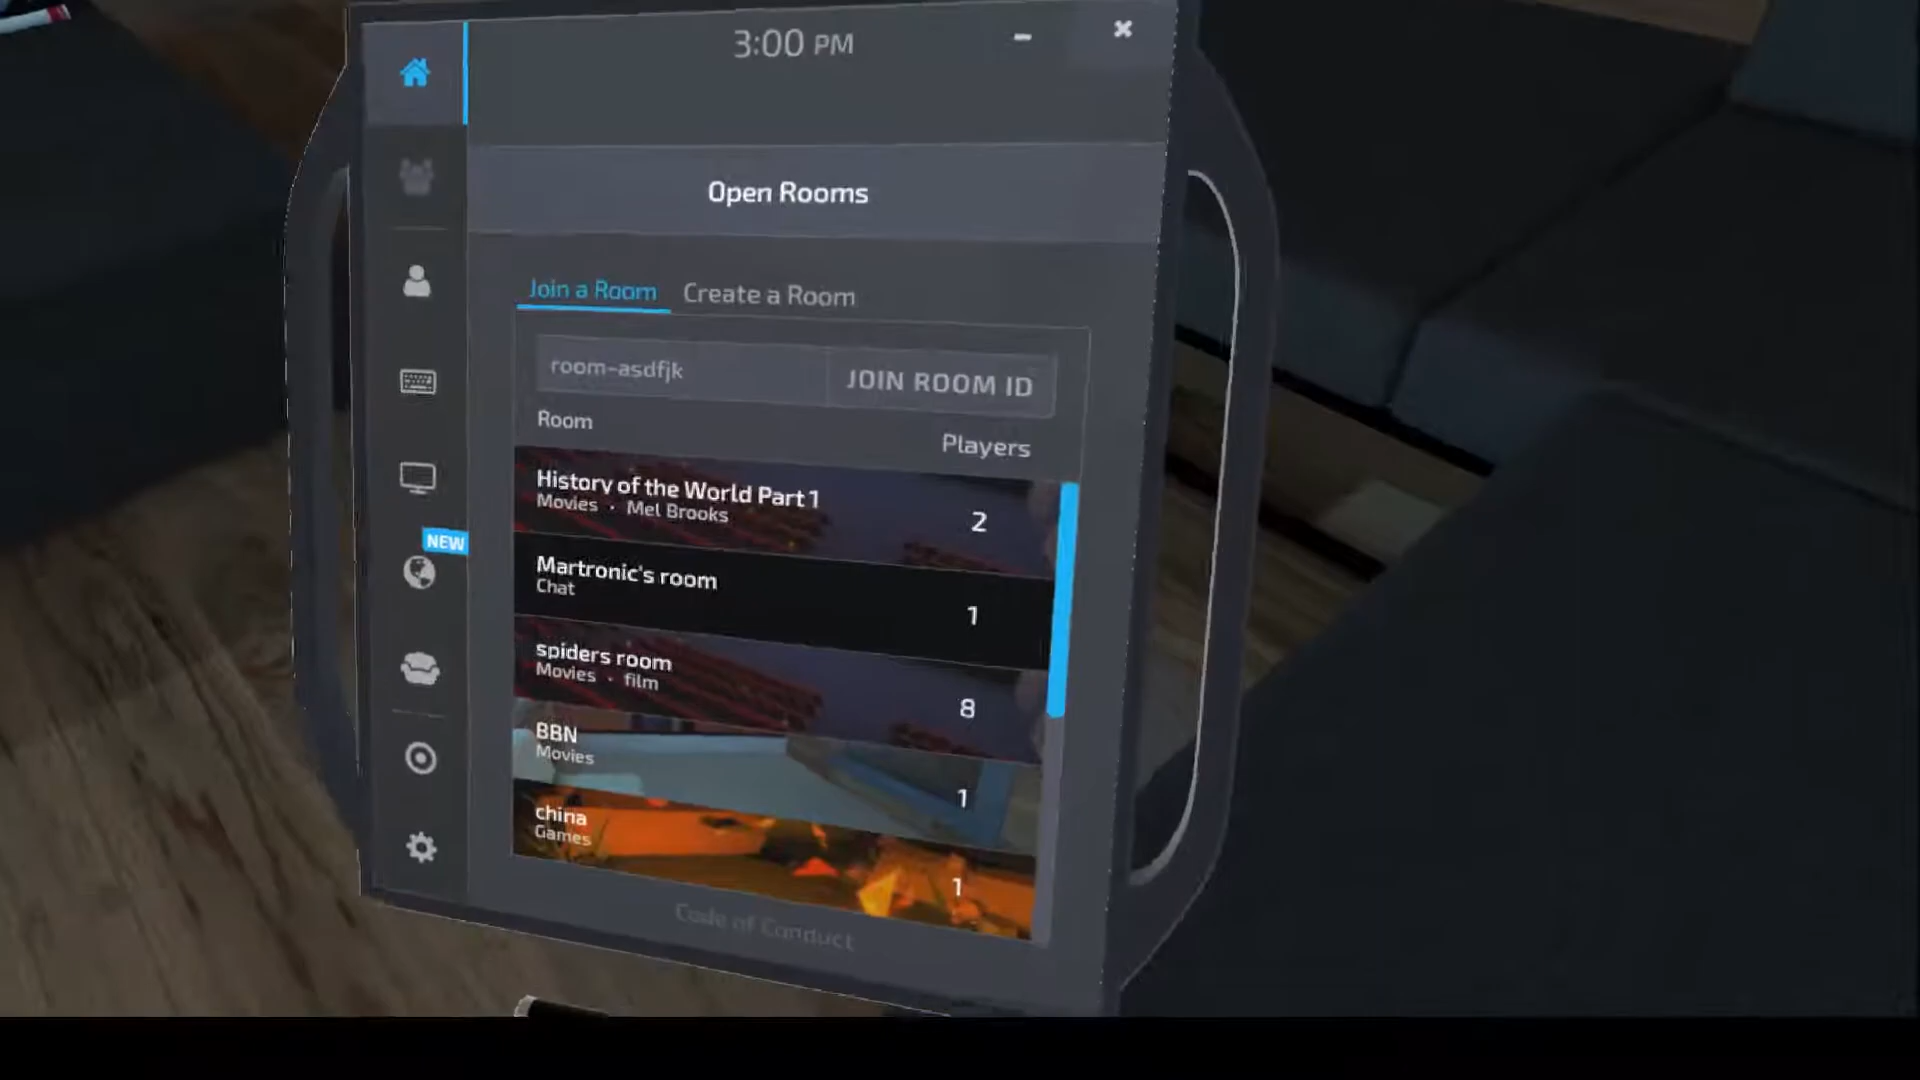 3:00 PM
Open Rooms
Join a Room
Create a Room
room-asdfjk
JOIN ROOM ID
Room
Players
History of the World Part 1
Movies · Mel Brooks
2
Martronic's room
Chat
1
spiders room
Movies · film
8
NEW
BBN
Movies
1
china
Games
1
Code of Conduct